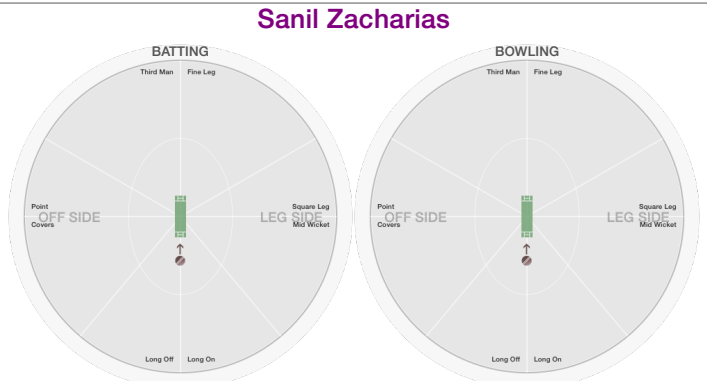 Sanil Zacharias
BATTING
Third Man Fine Leg
Point
OFF SIDE
Covers
Square Leg
LEG SIDE
Mid Wicket
Long Off Long On
BOWLING
Third Man Fine Leg
Point
OFF SIDE
Covers
Square Leg
LEG SIDE
Mid Wicket
Long Off Long On